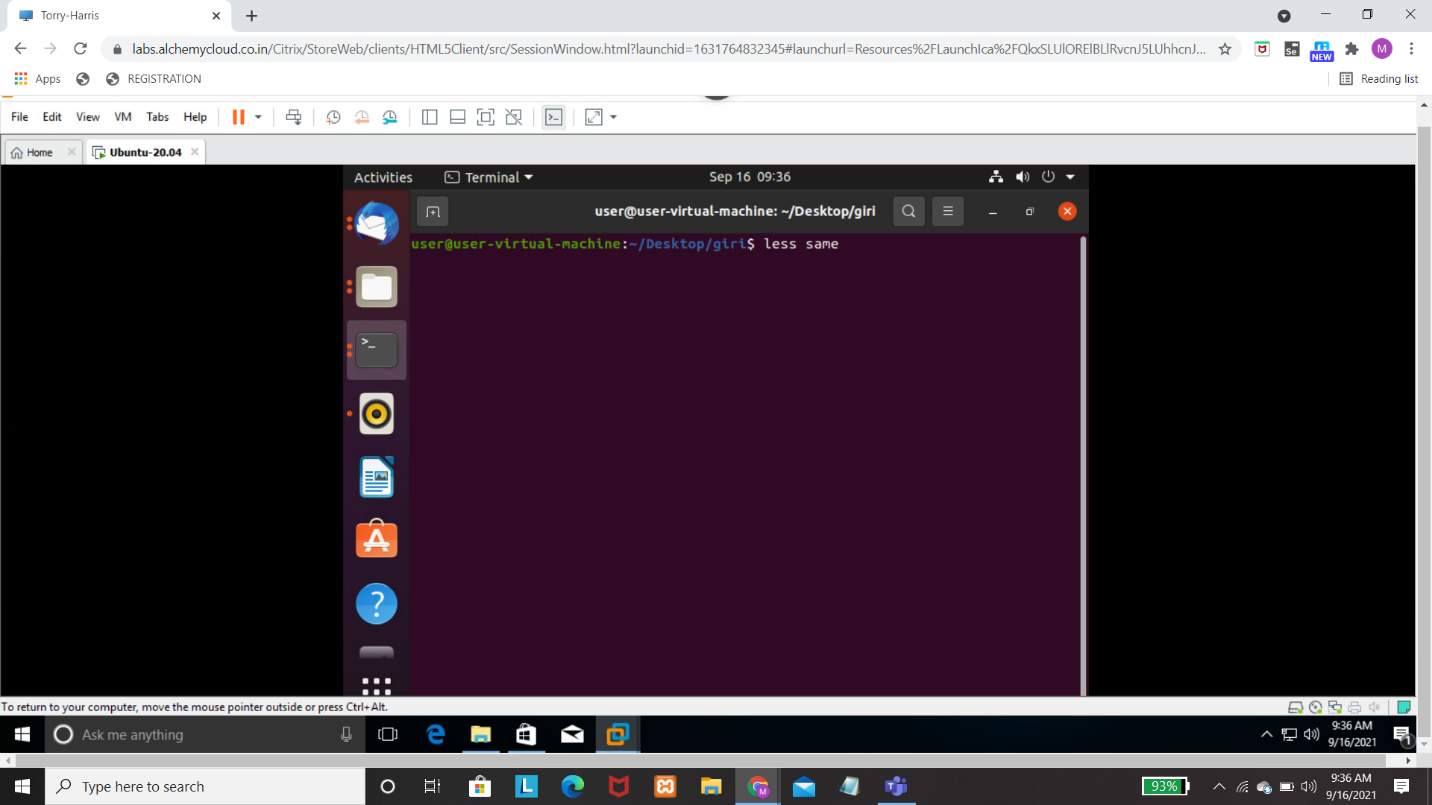 Torry-Harris
labs.alchemycloud.co.in/Citrix/StoreWeb/clients/HTML5Client/src/SessionWindow.html?launchid=1631764832345#launchurl=Resources%2FLaunchIca%2FQkxSLUlORElBLlRvcnJ5LUhhcnJ...
Se
NEW
M
Apps
REGISTRATION
Reading list
File Edit View VM Tabs Help
Home
Ubuntu-20.04
Activities
Terminal
Sep 16 09:36
user@user-virtual-machine: ~/Desktop/giri
user@user-virtual-machine:~/Desktop/giri$ less same
To return to your computer, move the mouse pointer outside or press Ctrl+Alt.
Ask me anything
9:36 AM
9/16/2021
1
Type here to search
L
M
93%
9:36 AM
9/16/2021